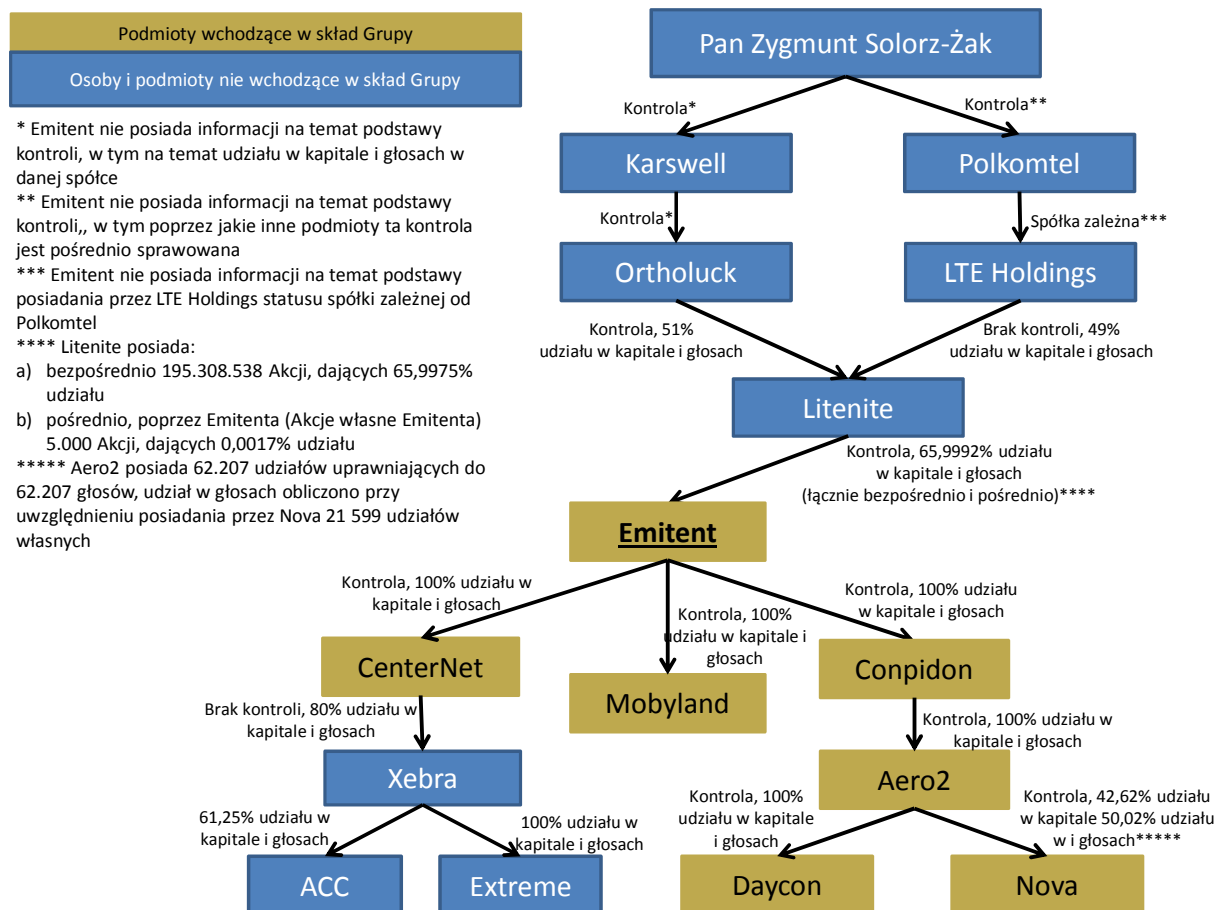 Podmioty wchodzące w skład Grupy
Osoby i podmioty nie wchodzące w skład Grupy
* Emitent nie posiada informacji na temat podstawy
kontroli, w tym na temat udziału w kapitale i głosach w
danej spółce
** Emitent nie posiada informacji na temat podstawy
kontroli,, w tym poprzez jakie inne podmioty ta kontrola
jest pośrednio sprawowana
*** Emitent nie posiada informacji na temat podstawy
posiadania przez LTE Holdings statusu spółki zależnej od
Polkomtel
**** Litenite posiada:
a) bezpośrednio 195.308.538 Akcji, dających 65,9975%
udziału
b) pośrednio, poprzez Emitenta (Akcje własne Emitenta)
5.000 Akcji, dających 0,0017% udziału
***** Aero2 posiada 62.207 udziałów uprawniających do
62.207 głosów, udział w głosach obliczono przy
uwzględnieniu posiadania przez Nova 21 599 udziałów
własnych
Pan Zygmunt Solorz-Żak
Kontrola*
Kontrola**
Karswell
Polkomtel
Kontrola*
Spółka zależna***
Ortholuck
LTE Holdings
Kontrola, 51%
udziału w kapitale i głosach
Brak kontroli, 49%
udziału w kapitale i głosach
Litenite
Kontrola, 65,9992% udziału
w kapitale i głosach
(łącznie bezpośrednio i pośrednio)****
Emitent
Kontrola, 100% udziału w
kapitale i głosach
Kontrola, 100%
udziału w kapitale i
głosach
Kontrola, 100% udziału
w kapitale i głosach
CenterNet
Mobyland
Conpidon
Brak kontroli, 80% udziału w
kapitale i głosach
Kontrola, 100% udziału w
kapitale i głosach
Xebra
Aero2
61,25% udziału w
kapitale i głosach
100% udziału w
kapitale i głosach
Kontrola, 100%
udziału w kapitale
i głosach
Kontrola, 42,62% udziału
w kapitale 50,02% udziału
w i głosach*****
ACC
Extreme
Daycon
Nova